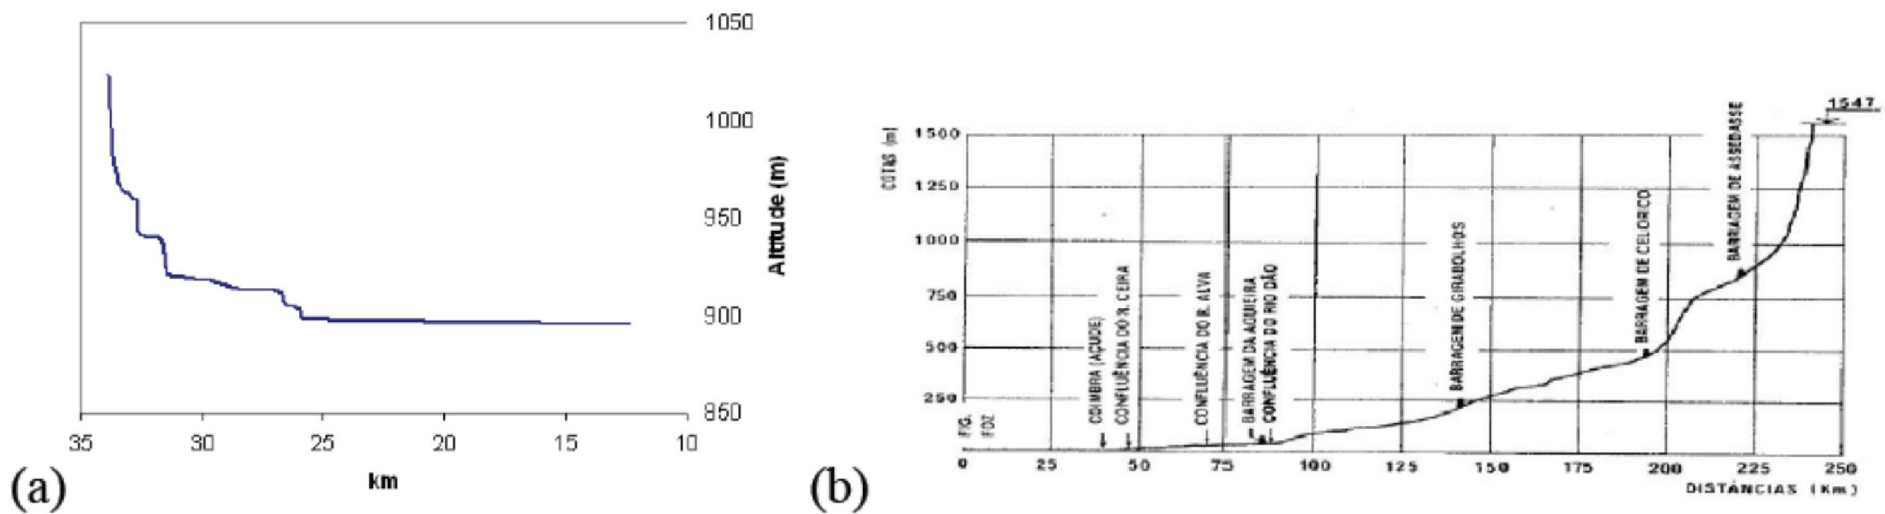 1050
1000
950
900
850
Altitude (m)
35
30
25
20
15
10
km
(a)
COTAS (m)
1500
1250
1000
750
500
250
FIG.
FOZ
COIMBRA (AÇUDE)
CONFLUÊNCIA DO R. CEIRA
CONFLUÊNCIA DO R. ALVA
BARRAGEM DA AGUIEIRA
CONFLUÊNCIA DO RIO DÃO
BARRAGEM DE GIRABOLHOS
BARRAGEM DE CELORICO
BARRAGEM DE ASSEDASSE
1547
0
25
50
75
100
125
150
175
200
225
250
DISTÂNCIAS (Km)
(b)